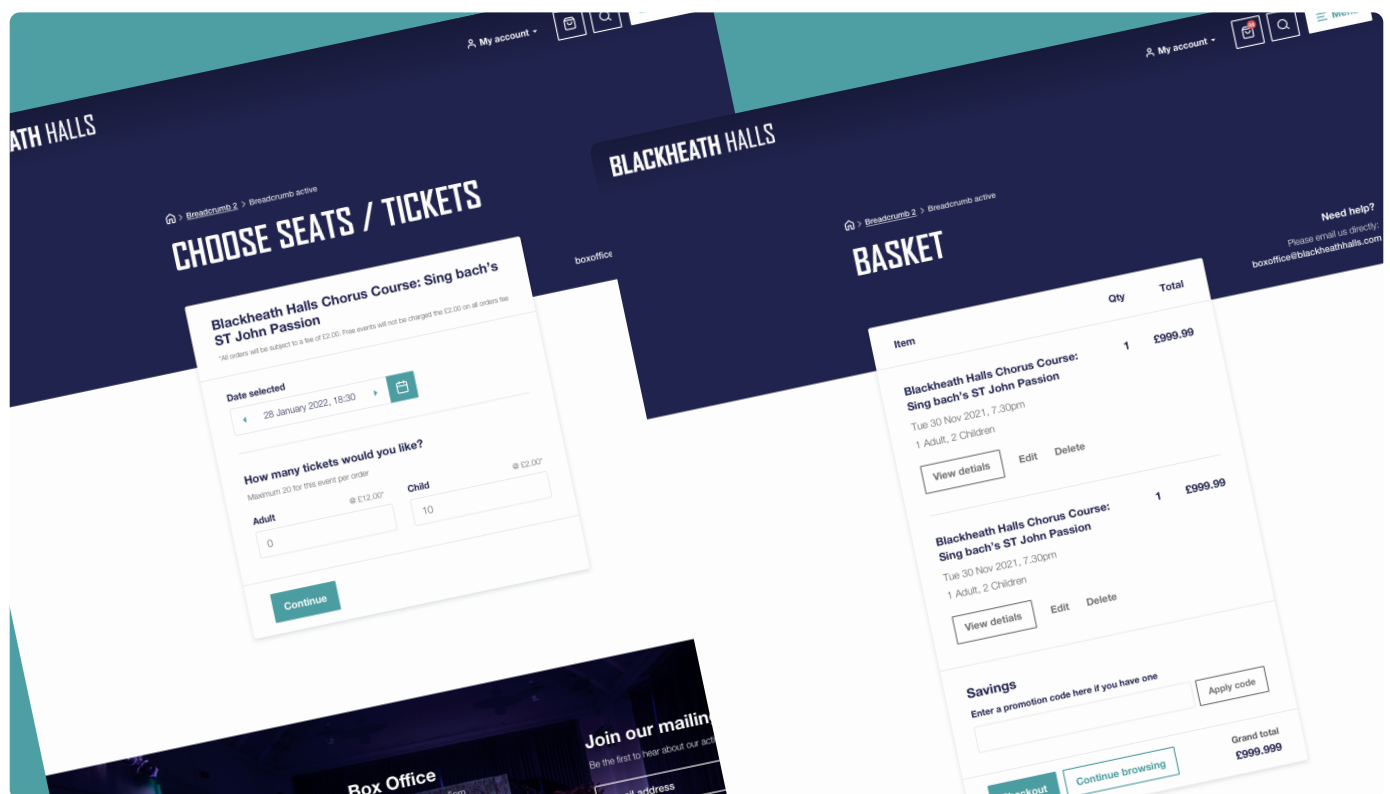 My account
ATH HALLS
Breadcrumb 2 > Breadcrumb active
CHOOSE SEATS / TICKETS
boxoffice
Blackheath Halls Chorus Course: Sing bach's
ST John Passion
*All orders will be subject to a fee of £2.00. Free events will not be charged the £2.00 on all orders fee
Date selected
28 January 2022, 18:30
How many tickets would you like?
Maximum 20 for this event per order
Adult
@ £12.00*
0
Child
@ £2.00*
10
Continue
Box Office
Join our mailin
Be the first to hear about our acti
ail address
My account
Menu
BLACKHEATH HALLS
Breadcrumb 2 > Breadcrumb active
BASKET
Need help?
Please email us directly:
boxoffice@blackheathhalls.com
Item
Qty
Total
Blackheath Halls Chorus Course:
Sing bach's ST John Passion
1
£999.99
Tue 30 Nov 2021, 7.30pm
1 Adult, 2 Children
View detials
Edit
Delete
Blackheath Halls Chorus Course:
Sing bach's ST John Passion
1
£999.99
Tue 30 Nov 2021, 7.30pm
1 Adult, 2 Children
View detials
Edit
Delete
Savings
Enter a promotion code here if you have one
Apply code
Grand total
£999.999
Checkout
Continue browsing